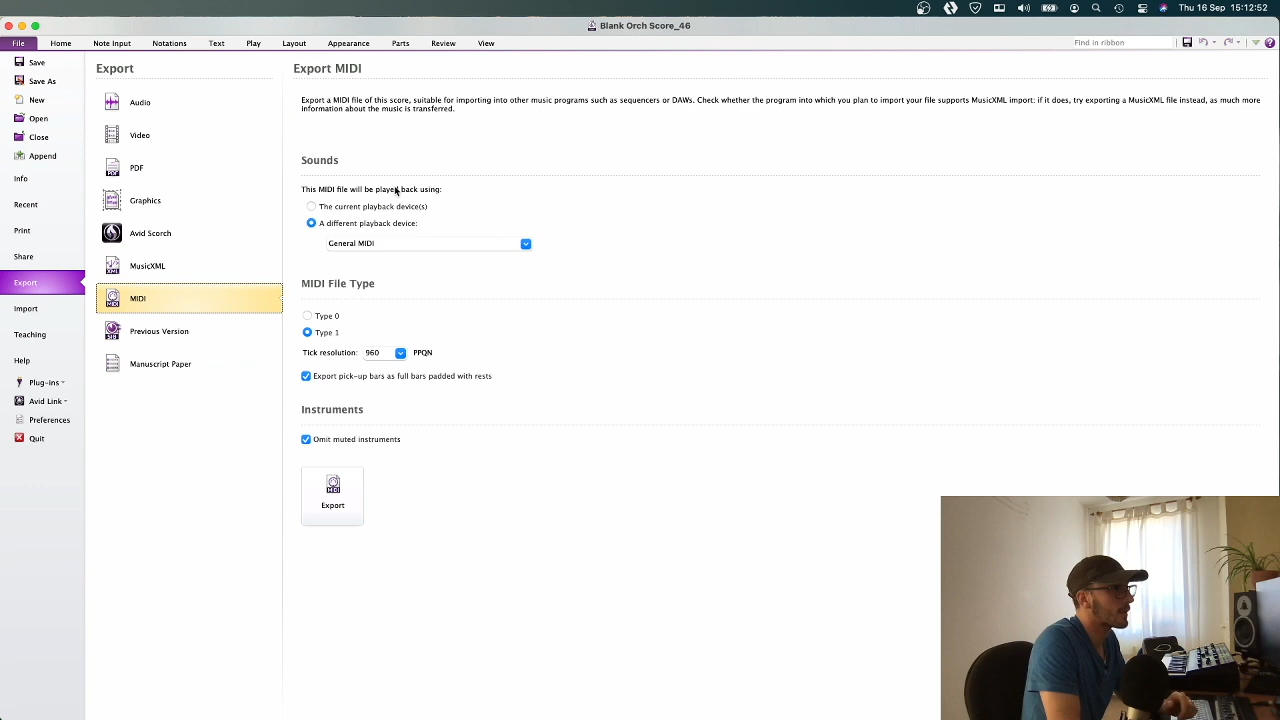 Thu 16 Sep 15:12:52
Blank Orch Score_46
File Home Note Input Notations Text Play Layout Appearance Parts Review View Find in ribbon
Save
Save As
New
Open
Close
Append
Info
Recent
Print
Share
Export
Import
Teaching
Help
Plug-ins
Avid Link
Preferences
Quit
Export
Audio
Video
PDF
Graphics
Avid Scorch
MusicXML
MIDI
Previous Version
Manuscript Paper
Export MIDI
Export a MIDI file of this score, suitable for importing into other music programs such as sequencers or DAWs. Check whether the program into which you plan to import your file supports MusicXML import: if it does, try exporting a MusicXML file instead, as much more
information about the music is transferred.
Sounds
This MIDI file will be played back using:
The current playback device(s)
A different playback device:
General MIDI
MIDI File Type
Type 0
Type 1
Tick resolution: 960 PPQN
Export pick-up bars as full bars padded with rests
Instruments
Omit muted instruments
Export